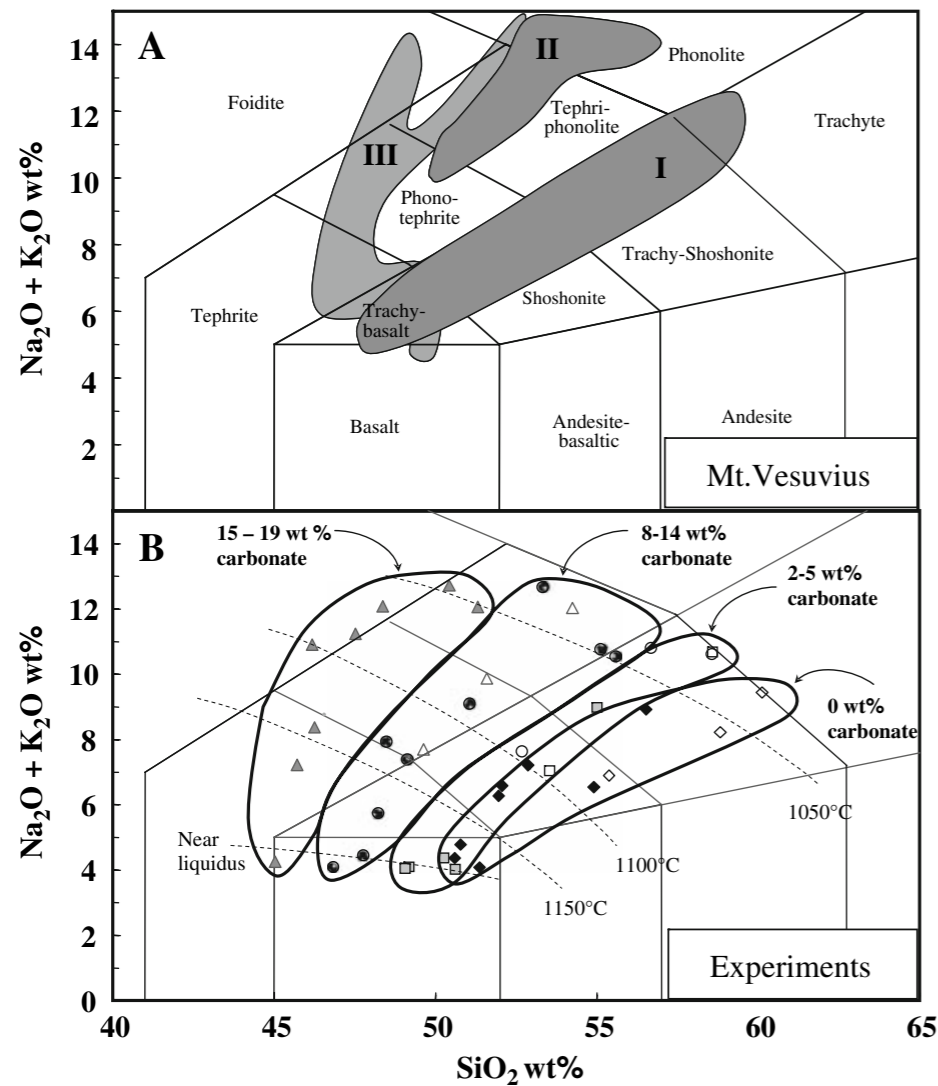 A
14
12
10
8
6
4
2
Na2O + K2O wt%
Foidite
Phonolite
Tephri-
phonolite
Trachyte
Phono-
tephrite
Trachy-Shoshonite
Shoshonite
Tephrite
Trachy-
basalt
Basalt
Andesite-
basaltic
Andesite
I
II
III
Mt.Vesuvius
B
14
12
10
8
6
4
2
0
Na2O + K2O wt%
15 – 19 wt %
carbonate
8-14 wt%
carbonate
2-5 wt%
carbonate
0 wt%
carbonate
Near
liquidus
1050°C
1100°C
1150°C
Experiments
40
45
50
55
60
65
SiO2 wt%